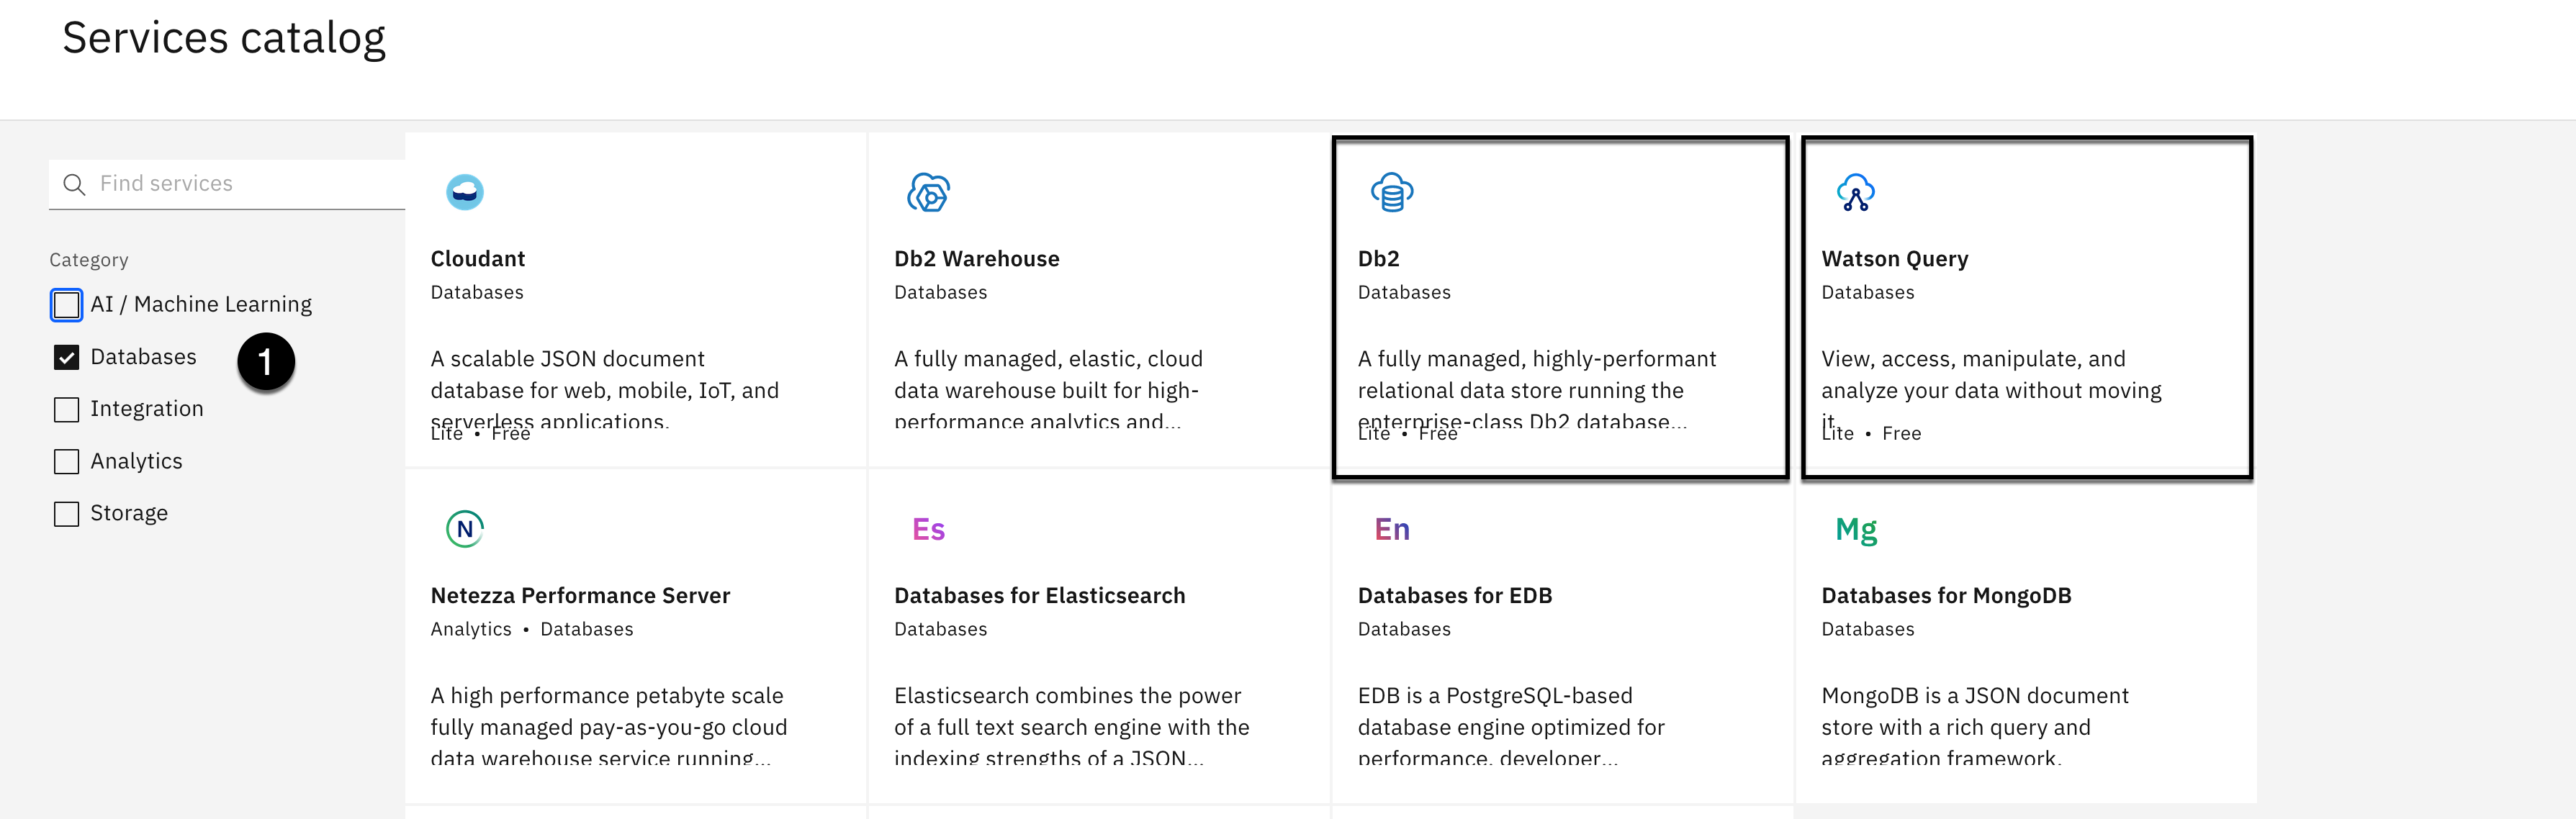 Services catalog
Find services
Category
AI / Machine Learning
Databases
1
Integration
Analytics
Storage
Cloudant
Databases
A scalable JSON document
database for web, mobile, IoT, and
serverless applications.
Lite • Free
Db2 Warehouse
Databases
A fully managed, elastic, cloud
data warehouse built for high-
performance analytics and...
Db2
Databases
A fully managed, highly-performant
relational data store running the
enterprise-class Db2 database...
Lite • Free
Watson Query
Databases
View, access, manipulate, and
analyze your data without moving
it.
Lite • Free
N
Netezza Performance Server
Analytics • Databases
A high performance petabyte scale
fully managed pay-as-you-go cloud
data warehouse service running...
Es
Databases for Elasticsearch
Databases
Elasticsearch combines the power
of a full text search engine with the
indexing strengths of a JSON...
En
Databases for EDB
Databases
EDB is a PostgreSQL-based
database engine optimized for
performance, developer...
Mg
Databases for MongoDB
Databases
MongoDB is a JSON document
store with a rich query and
aggregation framework.